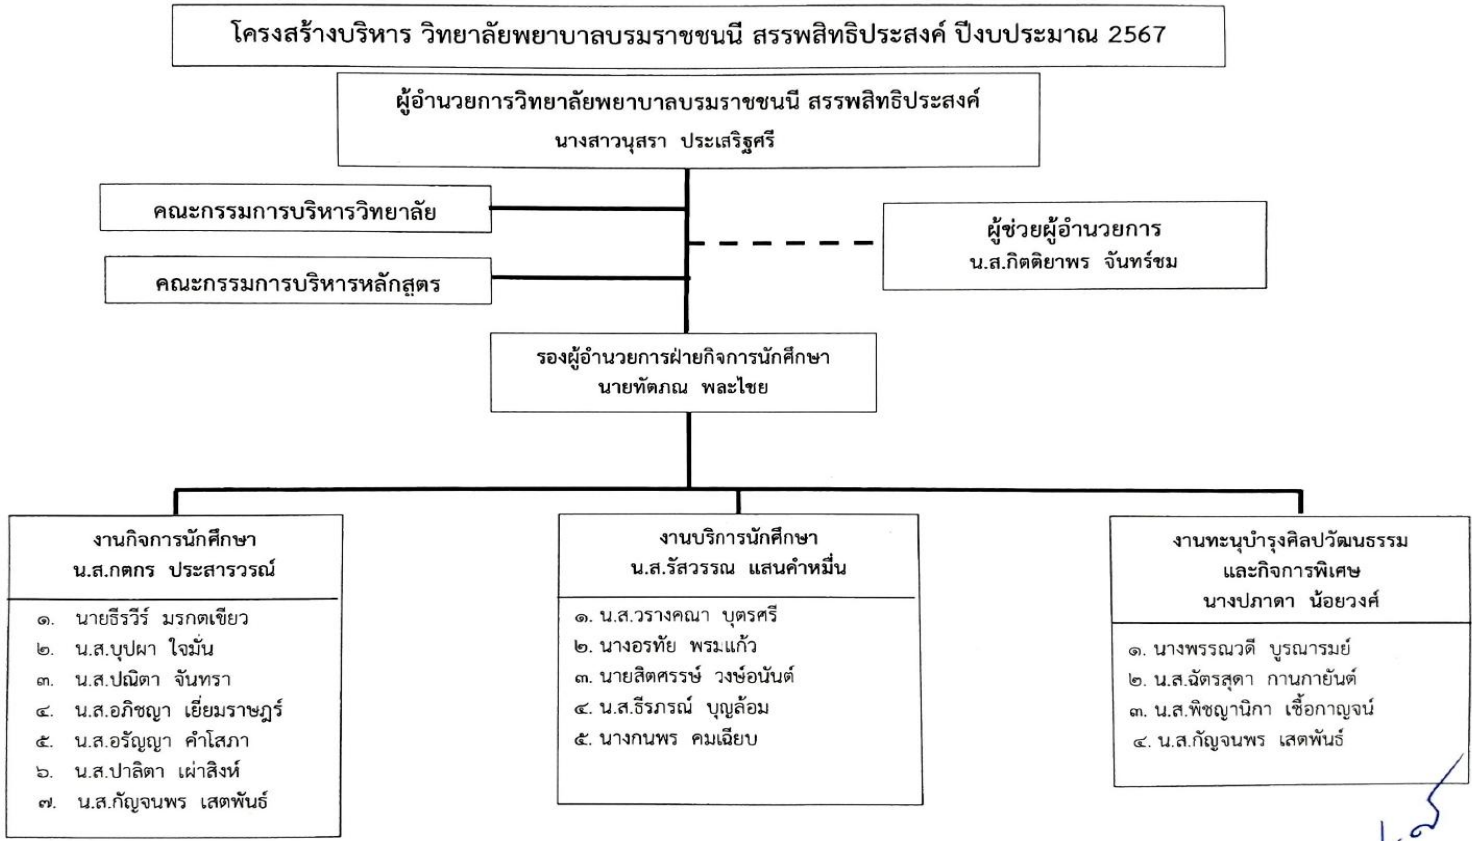 โครงสร้างบริหาร วิทยาลัยพยาบาลบรมราชชนนี สรรพสิทธิประสงค์ ปีงบประมาณ 2567
ผู้อำนวยการวิทยาลัยพยาบาลบรมราชชนนี สรรพสิทธิประสงค์
นางสาวนุสรา ประเสริฐศรี
คณะกรรมการบริหารวิทยาลัย
ผู้ช่วยผู้อำนวยการ
น.ส.กิตติยาพร จันทร์ชม
คณะกรรมการบริหารหลักสูตร
รองผู้อำนวยการฝ่ายกิจการนักศึกษา
นายทัตภณ พละไชย
งานกิจการนักศึกษา
น.ส.กตกร ประสารวรณ์
๑. นายธีรวีร์ มรกตเขียว
๒. น.ส.บุปผา ใจมั่น
๓. น.ส.ปณิตา จันทรา
๔. น.ส.อภิชญา เยี่ยมราษฎร์
๕. น.ส.อรัญญา คำโสภา
๖. น.ส.ปาลิตา เผ่าสิงห์
๗. น.ส.กัญจนพร เสตพันธ์
งานบริการนักศึกษา
น.ส.รัสวรรณ แสนคำหมื่น
๑. น.ส.วรางคณา บุตรศรี
๒. นางอรทัย พรมแก้ว
๓. นายสิตศรรษ์ วงษ์อนันต์
๔. น.ส.ธีรภรณ์ บุญล้อม
๕. นางกนพร คมเฉียบ
งานทะนุบำรุงศิลปวัฒนธรรม
และกิจการพิเศษ
นางปภาดา น้อยวงศ์
๑. นางพรรณวดี บูรณารมย์
๒. น.ส.ฉัตรสุดา กานกายันต์
๓. น.ส.พิชญานิกา เชื้อกาญจน์
๔. น.ส.กัญจนพร เสตพันธ์